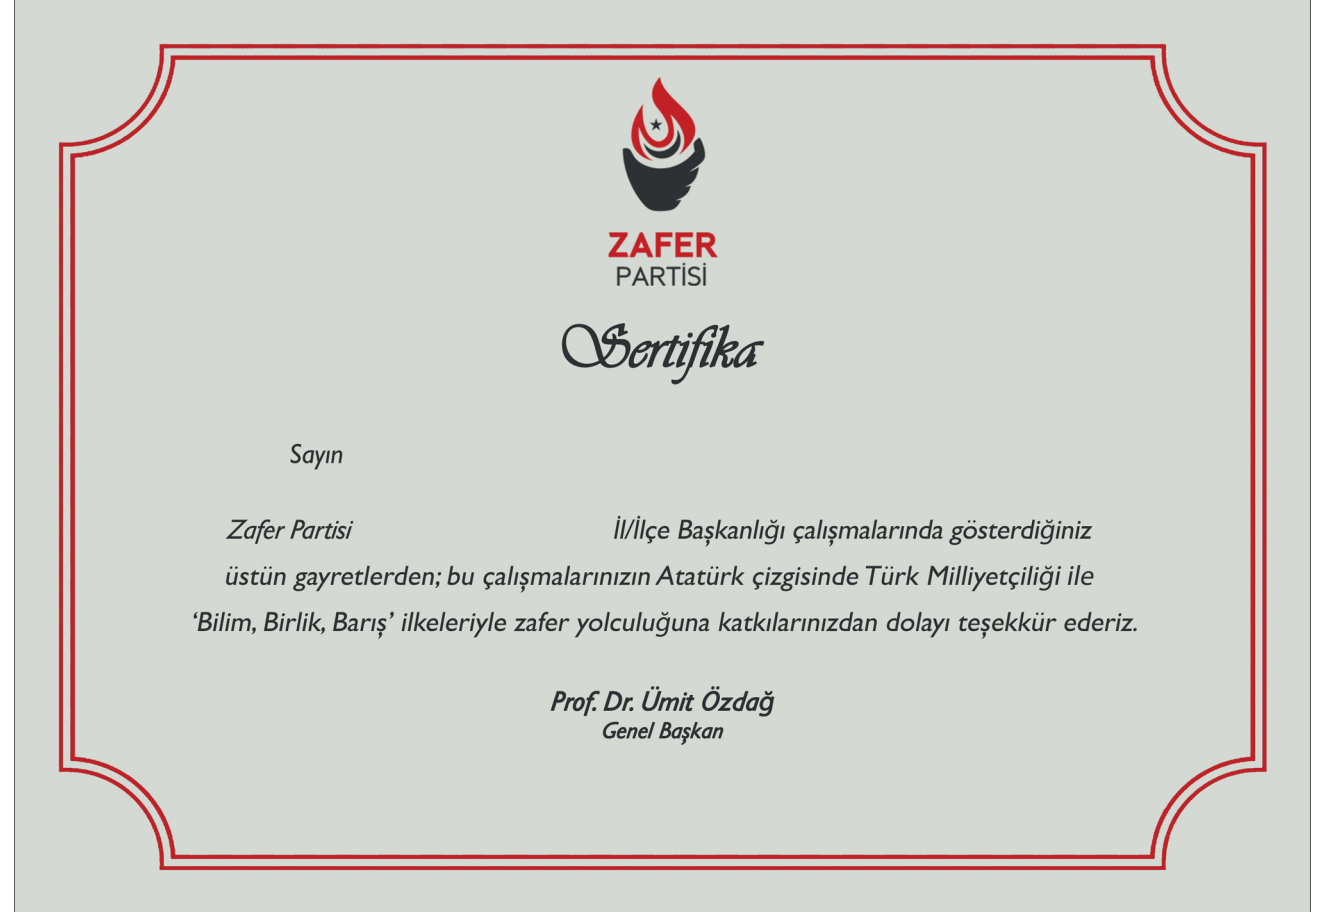 ZAFER
PARTİSİ
Sertifika
Sayın
Zafer Partisi İl/İlçe Başkanlığı çalışmalarında gösterdiğiniz
üstün gayretlerden; bu çalışmalarınızın Atatürk çizgisinde Türk Milliyetçiliği ile
‘Bilim, Birlik, Barış’ ilkeleriyle zafer yolculuğuna katkılarınızdan dolayı teşekkür ederiz.
Prof. Dr. Ümit Özdağ
Genel Başkan